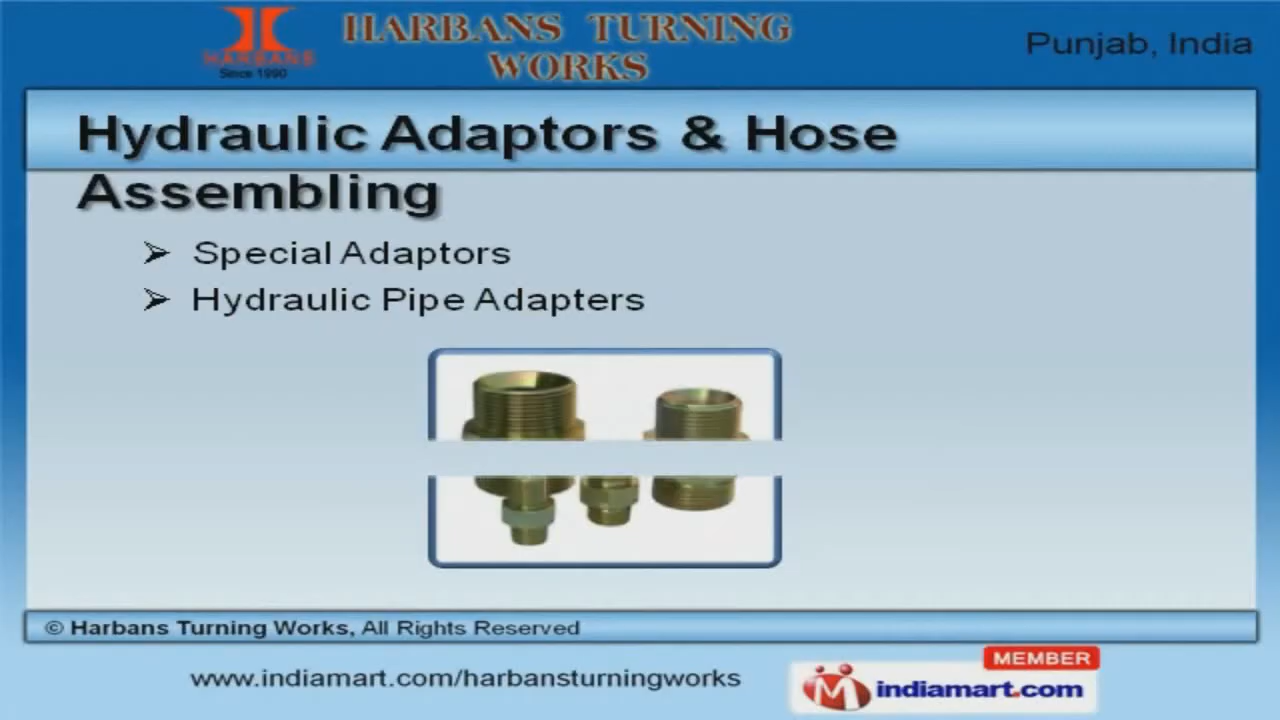 HARBANS
Since 1990
HARBANS TURNING
WORKS
Punjab, India
Hydraulic Adaptors & Hose
Assembling
➢ Special Adaptors
➢ Hydraulic Pipe Adapters
© Harbans Turning Works, All Rights Reserved
www.indiamart.com/harbansturningworks
MEMBER
indiamart.com